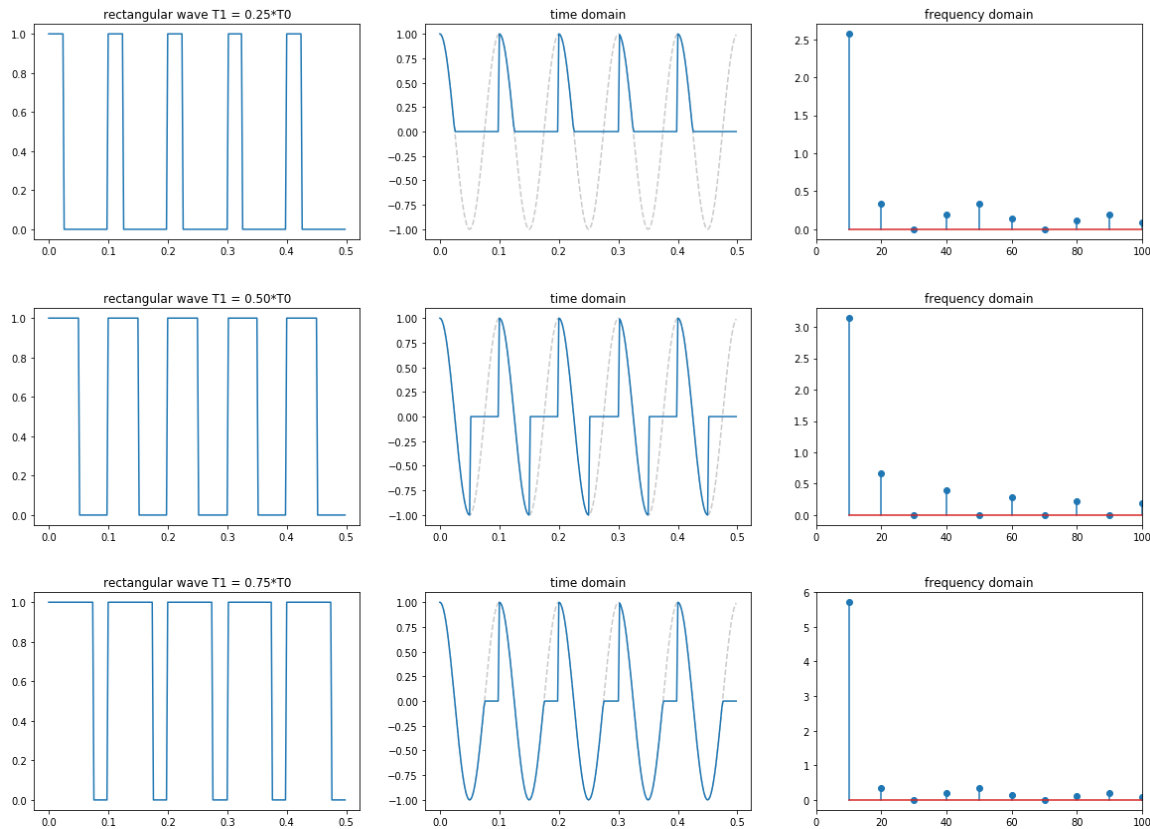 rectangular wave T1 = 0.25*T0 time domain frequency domain
1.0 1.00 2.5
0.8 0.75 2.0
0.6 0.50 1.5
0.4 0.25 1.0
0.2 0.00 0.5
0.0 −0.25 0.0
−0.50
−0.75
−1.00
0.0 0.1 0.2 0.3 0.4 0.5 0.0 0.1 0.2 0.3 0.4 0.5 0 20 40 60 80 100
rectangular wave T1 = 0.50*T0 time domain frequency domain
1.0 1.00 3.0
0.8 0.75 2.5
0.6 0.50 2.0
0.4 0.25 1.5
0.2 0.00 1.0
0.0 −0.25 0.5
−0.50 0.0
−0.75
−1.00
0.0 0.1 0.2 0.3 0.4 0.5 0.0 0.1 0.2 0.3 0.4 0.5 0 20 40 60 80 100
rectangular wave T1 = 0.75*T0 time domain frequency domain
1.0 1.00 6
0.8 0.75 5
0.6 0.50 4
0.4 0.25 3
0.2 0.00 2
0.0 −0.25 1
−0.50 0
−0.75
−1.00
0.0 0.1 0.2 0.3 0.4 0.5 0.0 0.1 0.2 0.3 0.4 0.5 0 20 40 60 80 100